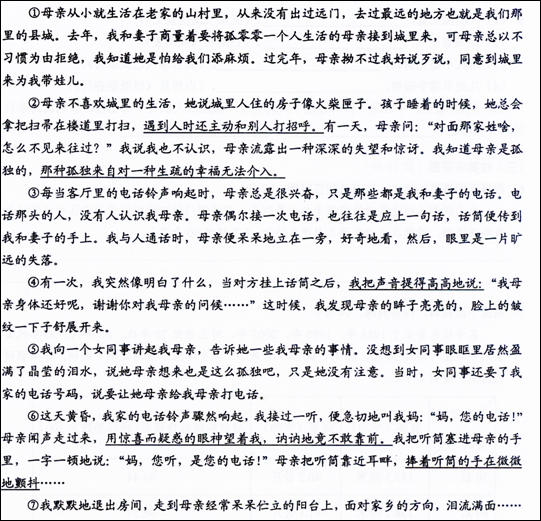 ①母亲从小就生活在老家的山村里，从来没有出过远门，去过最远的地方也就是我们那
里的县城。去年，我和妻子商量着要将孤零零一个人生活的母亲接到城里来，可母亲总以不
习惯为由拒绝，我知道她是怕给我们添麻烦。过完年，母亲拗不过我好说歹说，同意到城里
来为我带娃儿。
②母亲不喜欢城里的生活，她说城里人住的房子像火柴匣子。孩子睡着的时候，她总会
拿把扫帚在楼道里打扫，遇到人时还主动和别人打招呼。有一天，母亲问：“对面那家姓啥，
怎么不见来往过？”我说我也不认识，母亲流露出一种深深的失望和惊讶。我知道母亲是孤
独的，那种孤独来自对一种生疏的幸福无法介入。
③每当客厅里的电话铃声响起时，母亲总是很兴奋，只是那些都是我和妻子的电话。电
话那头的人，没有人认识我母亲。母亲偶尔接一次电话，也往往是应上一句话，话筒便传到
我和妻子的手上。我与人通话时，母亲便呆呆地立在一旁，好奇地看，然后，眼里是一片旷
远的失落。
④有一次，我突然像明白了什么，当对方挂上话筒之后，我把声音提得高高地说：“我母
亲身体还好呢，谢谢你对我母亲的问候……”这时候，我发现母亲的眸子亮亮的，脸上的皱
纹一下子舒展开来。
⑤我向一个女同事讲起我母亲，告诉她一些我母亲的事情。没想到女同事眼眶里居然盈
满了晶莹的泪水，说她母亲想来也是这么孤独吧，只是她没有注意。当时，女同事还要了我
家的电话号码，说要让她母亲给我母亲打电话。
⑥这天黄昏，我家的电话铃声骤然响起，我接过一听，便急切地叫我妈：“妈，您的电话！”
母亲闻声走过来，用惊喜而疑惑的眼神望着我，讷讷地竟不敢靠前。我把听筒塞进母亲的手
里，一字一顿地说：“妈，您听，是您的电话！”母亲把听筒靠近耳畔，捧着听筒的手在微微
地颤抖……
⑦我默默地退出房间，走到母亲经常呆呆伫立的阳台上，面对家乡的方向，泪流满面……